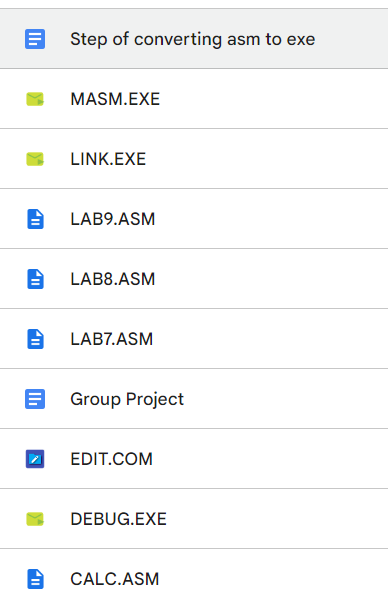 Step of converting asm to exe
MASM.EXE
LINK.EXE
LAB9.ASM
LAB8.ASM
LAB7.ASM
Group Project
EDIT.COM
DEBUG.EXE
CALC.ASM